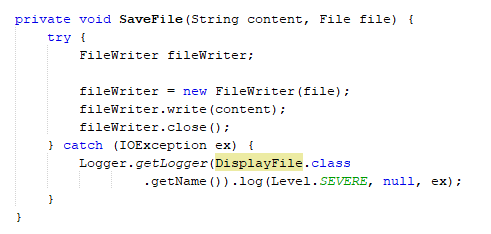 private void SaveFile(String content, File file) {
try {
FileWriter fileWriter;
fileWriter = new FileWriter(file);
fileWriter.write(content);
fileWriter.close();
} catch (IOException ex) {
Logger.getLogger(DisplayFile.class
.getName()).log(Level.SEVERE, null, ex);
}
}